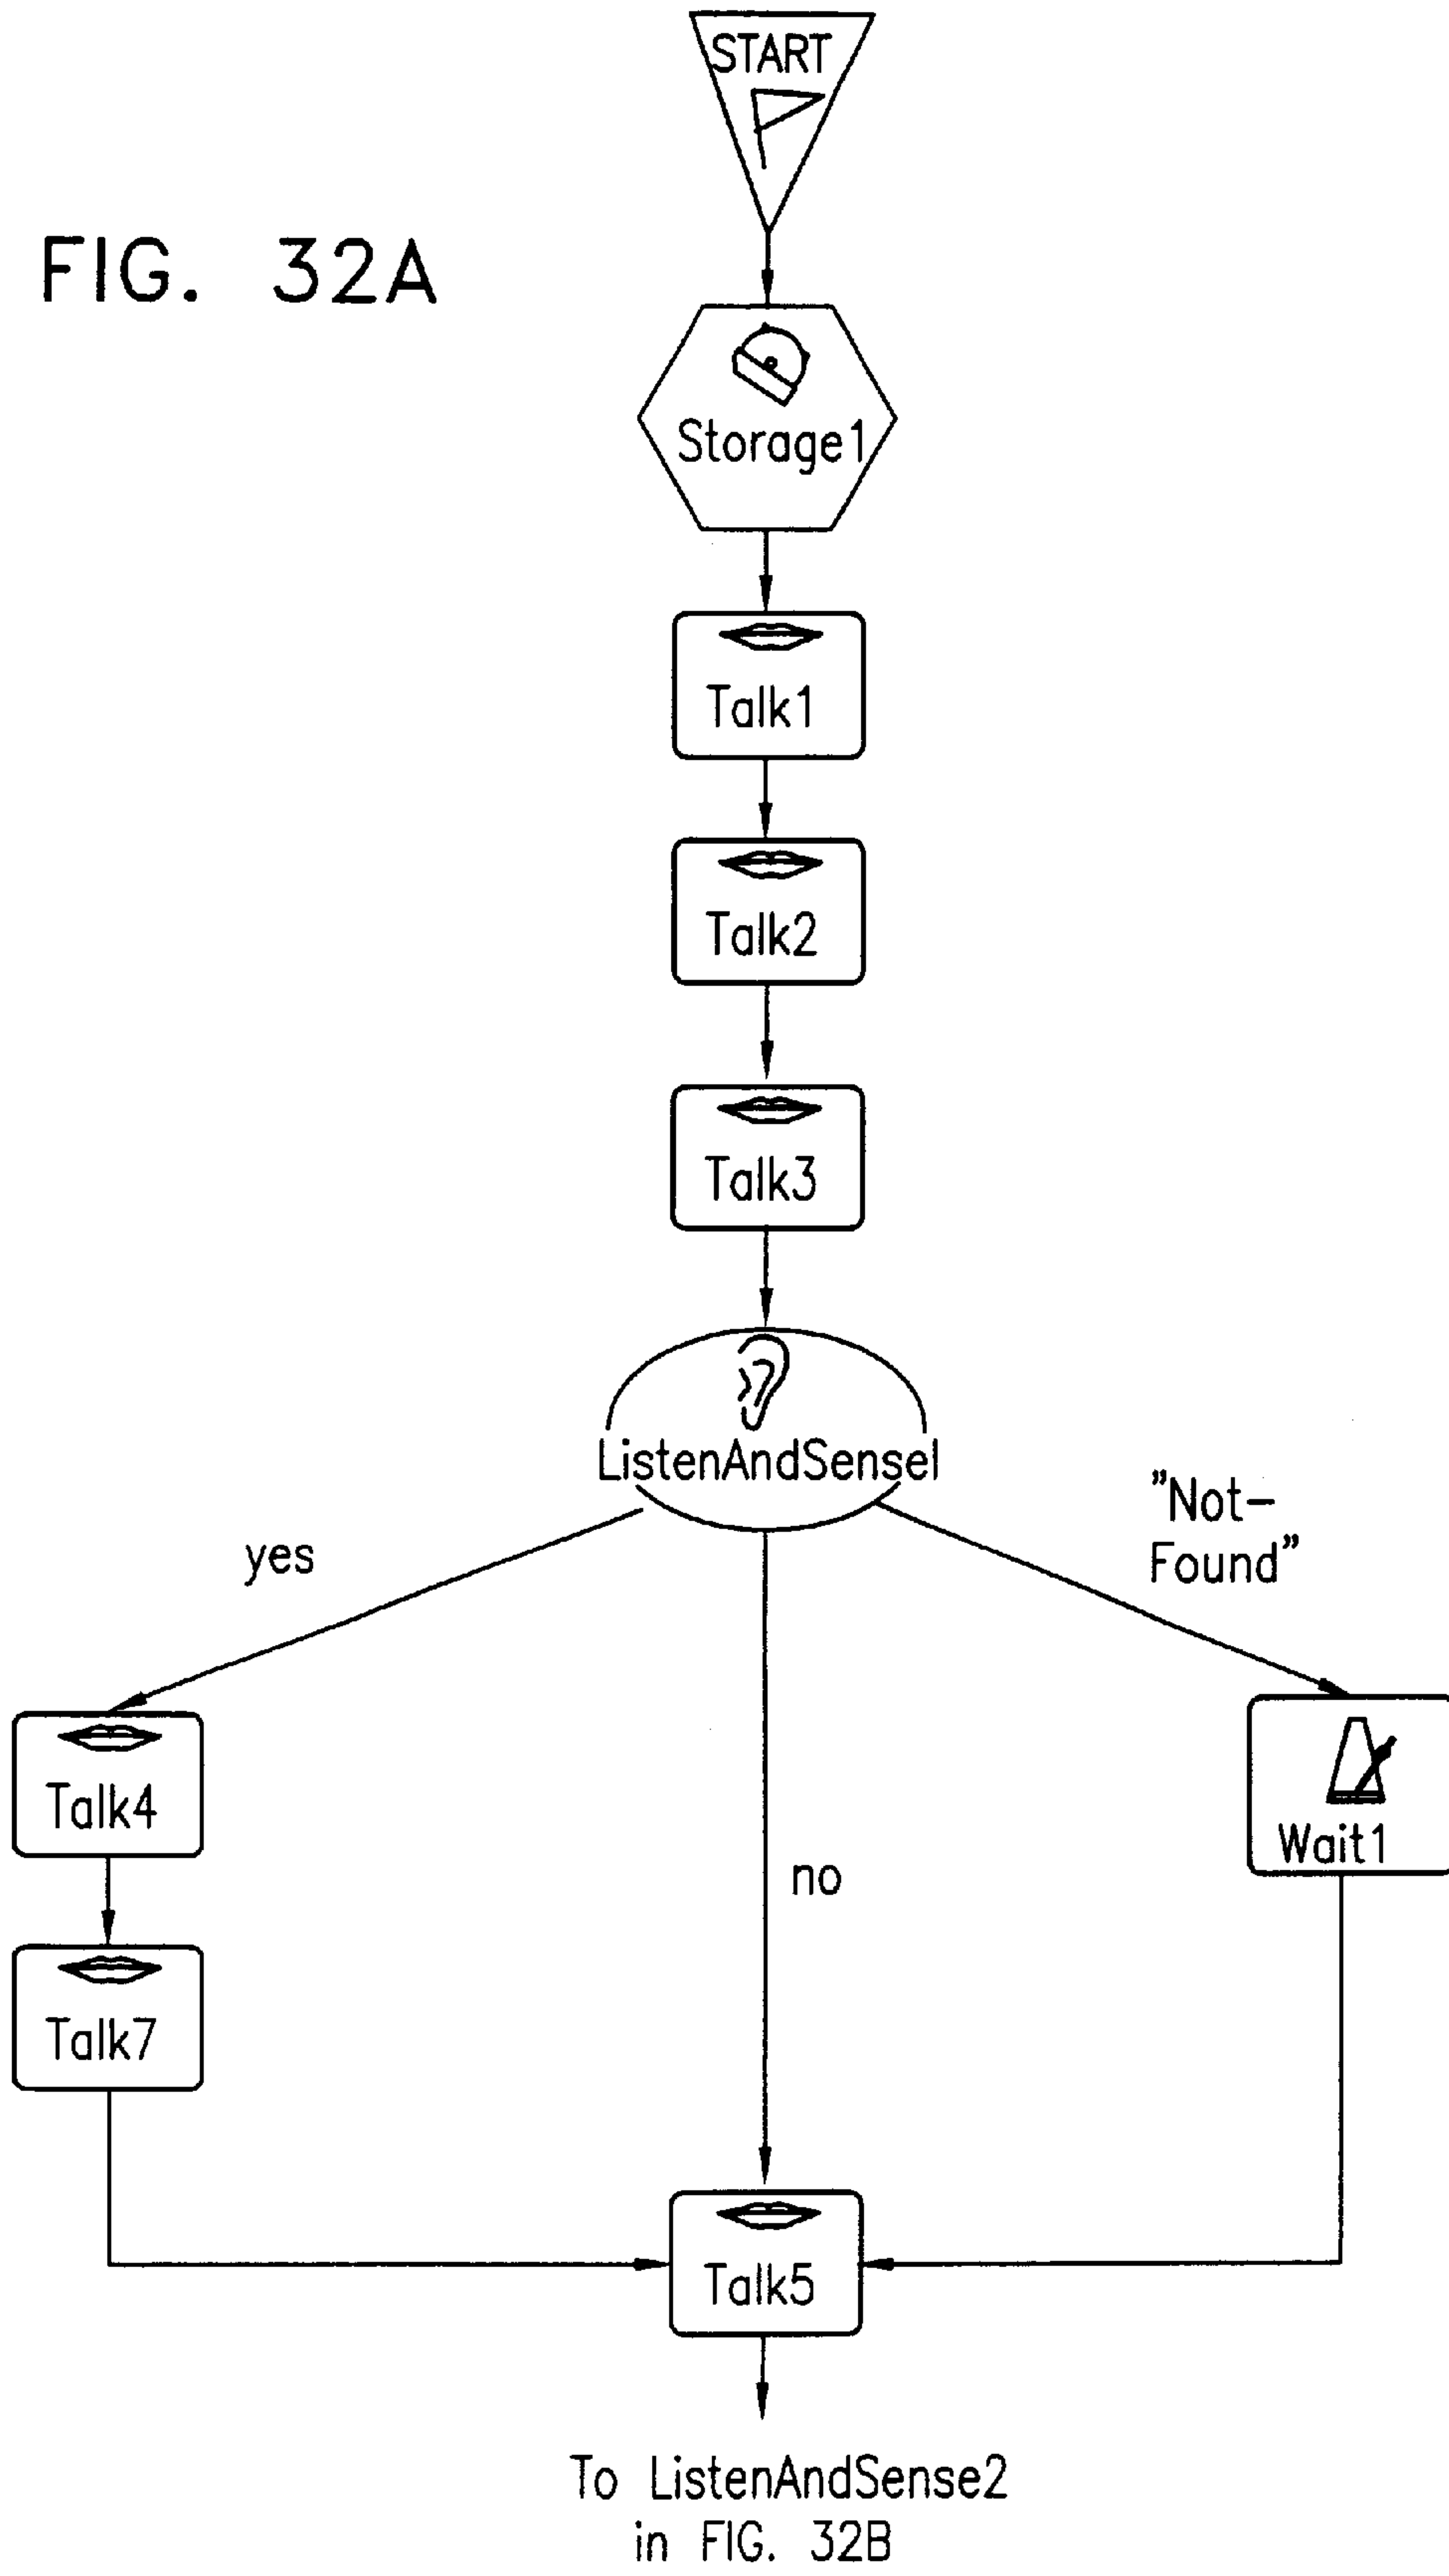 START
FIG. 32A
Storage1
Talk1
Talk2
Talk3
ListenAndSense1
yes
"Not-
Found"
Talk4
Wait1
no
Talk7
Talk5
To ListenAndSense2
in FIG. 32B